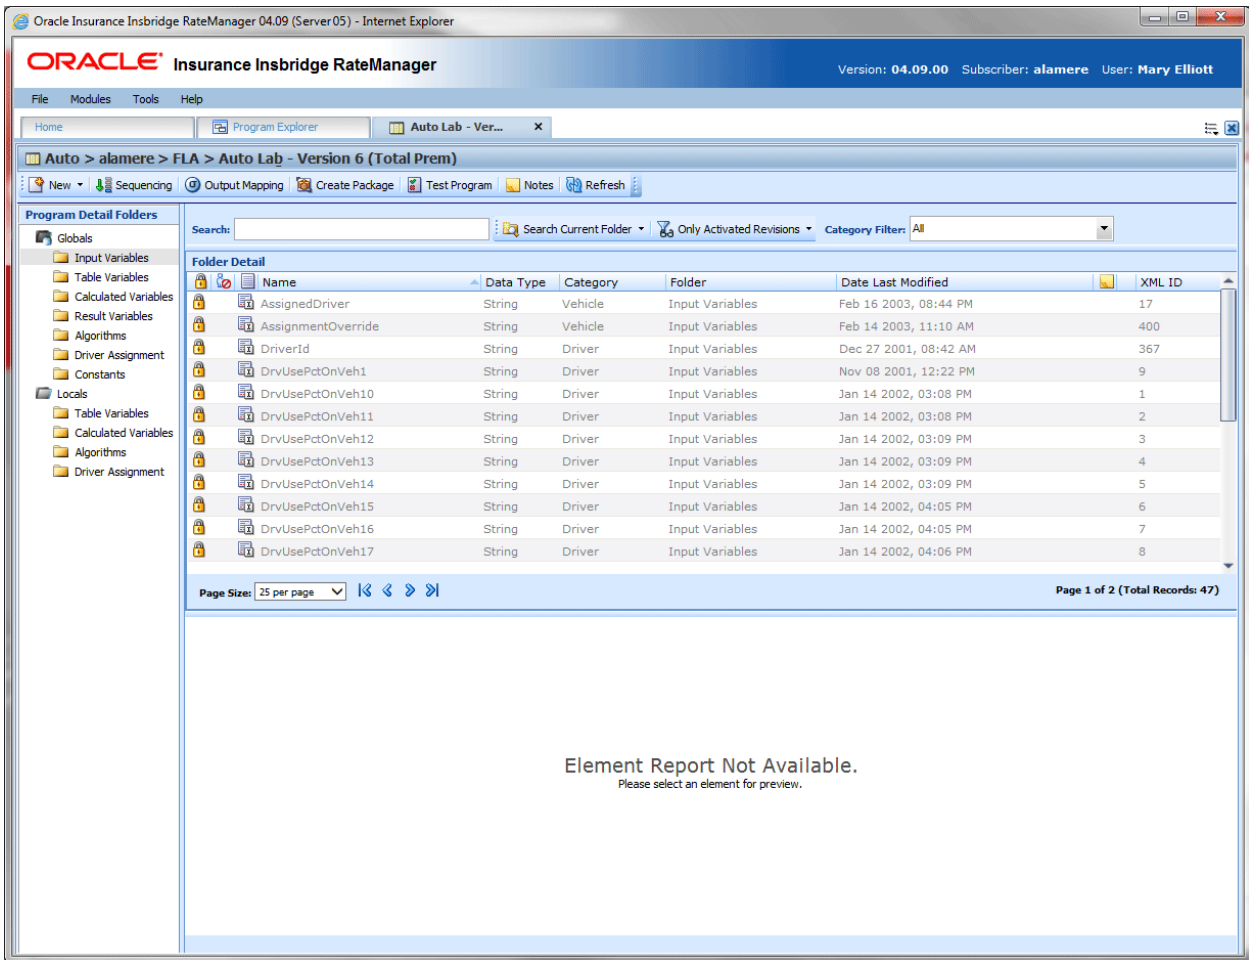 Oracle Insurance Insbridge RateManager 04.09 (Server05) - Internet Explorer
ORACLE Insurance Insbridge RateManager
Version: 04.09.00 Subscriber: alamere User: Mary Elliott
File Modules Tools Help
Home Program Explorer Auto Lab - Ver... x
Auto > alamere > FLA > Auto Lab - Version 6 (Total Prem)
New Sequencing Output Mapping Create Package Test Program Notes Refresh
Program Detail Folders
Globals
Input Variables
Table Variables
Calculated Variables
Result Variables
Algorithms
Driver Assignment
Constants
Locals
Table Variables
Calculated Variables
Algorithms
Driver Assignment
Search: Search Current Folder Only Activated Revisions Category Filter: All
Folder Detail
Name Data Type Category Folder Date Last Modified XML ID
AssignedDriver String Vehicle Input Variables Feb 16 2003, 08:44 PM 17
AssignmentOverride String Vehicle Input Variables Feb 14 2003, 11:10 AM 400
DriverId String Driver Input Variables Dec 27 2001, 08:42 AM 367
DrvUsePctOnVeh1 String Driver Input Variables Nov 08 2001, 12:22 PM 9
DrvUsePctOnVeh10 String Driver Input Variables Jan 14 2002, 03:08 PM 1
DrvUsePctOnVeh11 String Driver Input Variables Jan 14 2002, 03:08 PM 2
DrvUsePctOnVeh12 String Driver Input Variables Jan 14 2002, 03:09 PM 3
DrvUsePctOnVeh13 String Driver Input Variables Jan 14 2002, 03:09 PM 4
DrvUsePctOnVeh14 String Driver Input Variables Jan 14 2002, 03:09 PM 5
DrvUsePctOnVeh15 String Driver Input Variables Jan 14 2002, 04:05 PM 6
DrvUsePctOnVeh16 String Driver Input Variables Jan 14 2002, 04:05 PM 7
DrvUsePctOnVeh17 String Driver Input Variables Jan 14 2002, 04:06 PM 8
Page Size: 25 per page Page 1 of 2 (Total Records: 47)
Element Report Not Available.
Please select an element for preview.